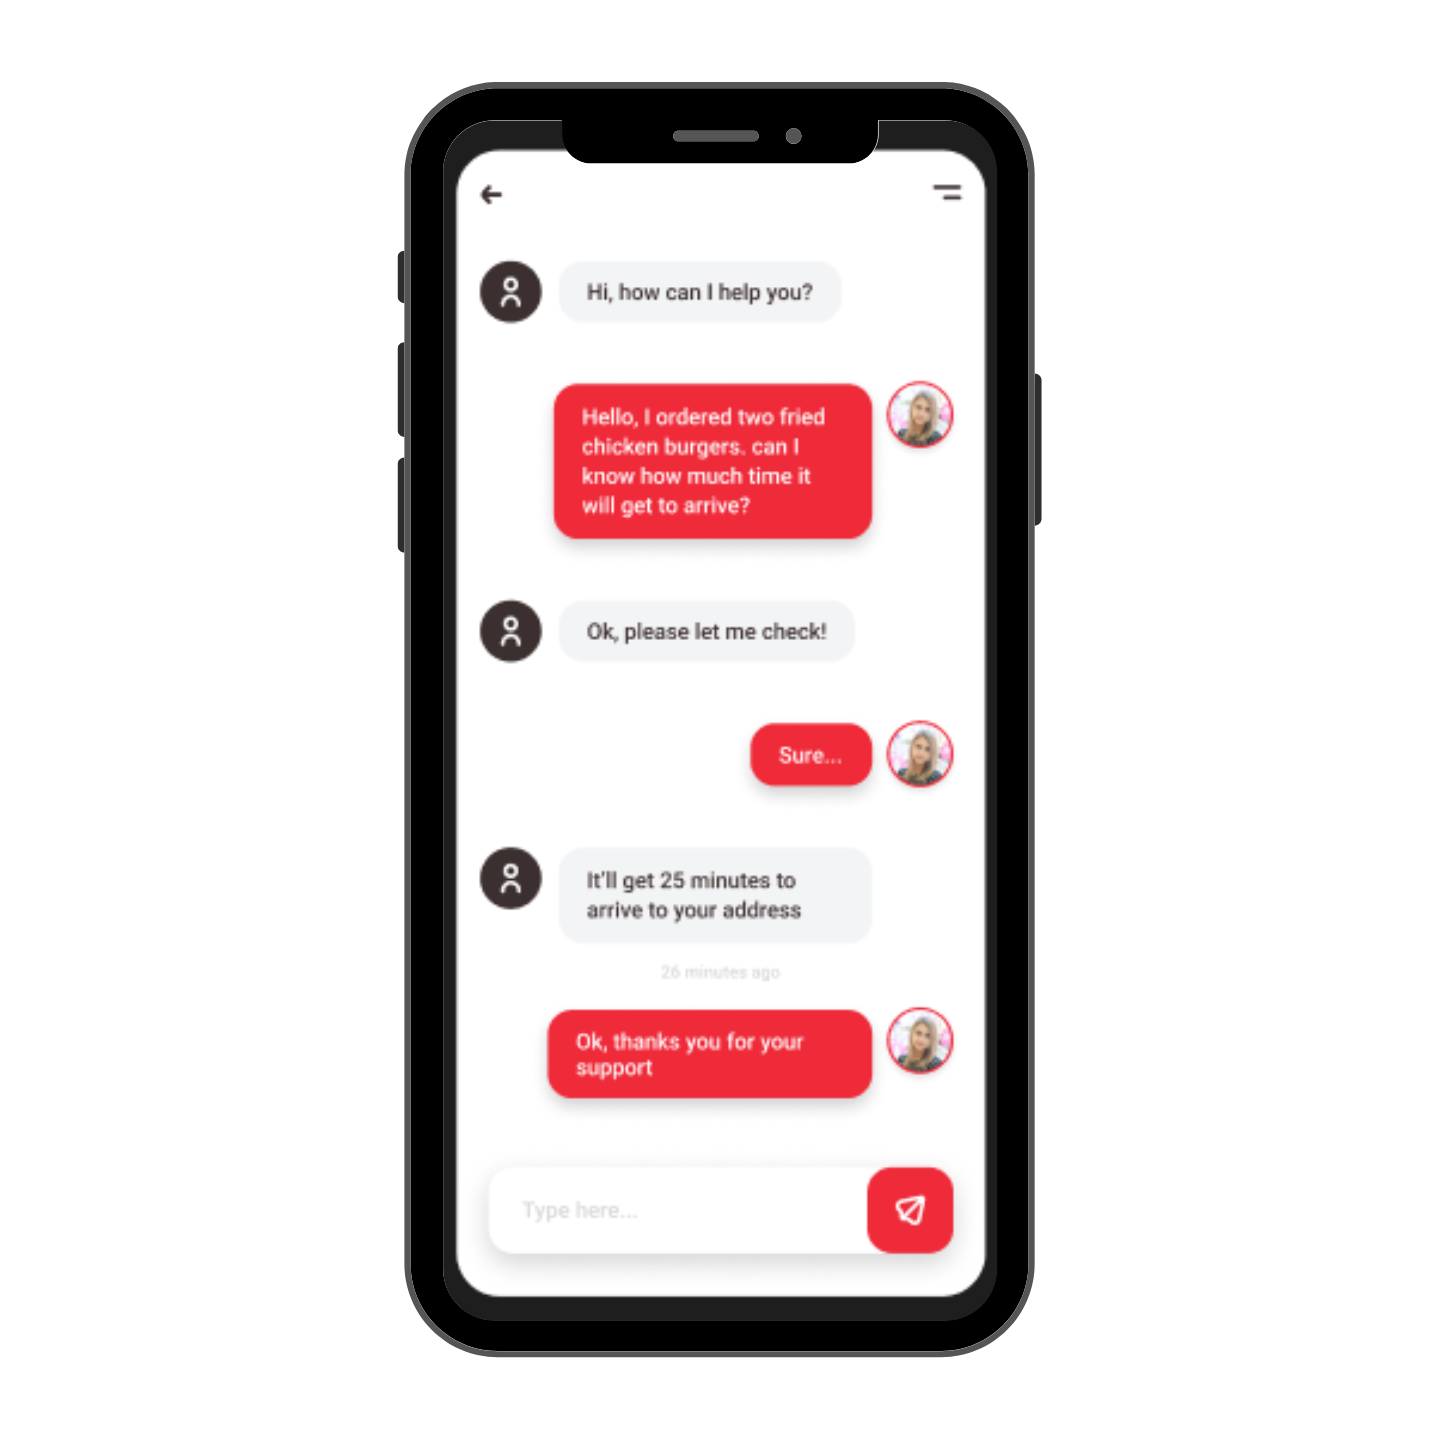 Hi, how can I help you?
Hello, I ordered two fried
chicken burgers. can I
know how much time it
will get to arrive?
Ok, please let me check!
Sure...
It'll get 25 minutes to
arrive to your address
26 minutes ago
Ok, thanks you for your
support
Type here...